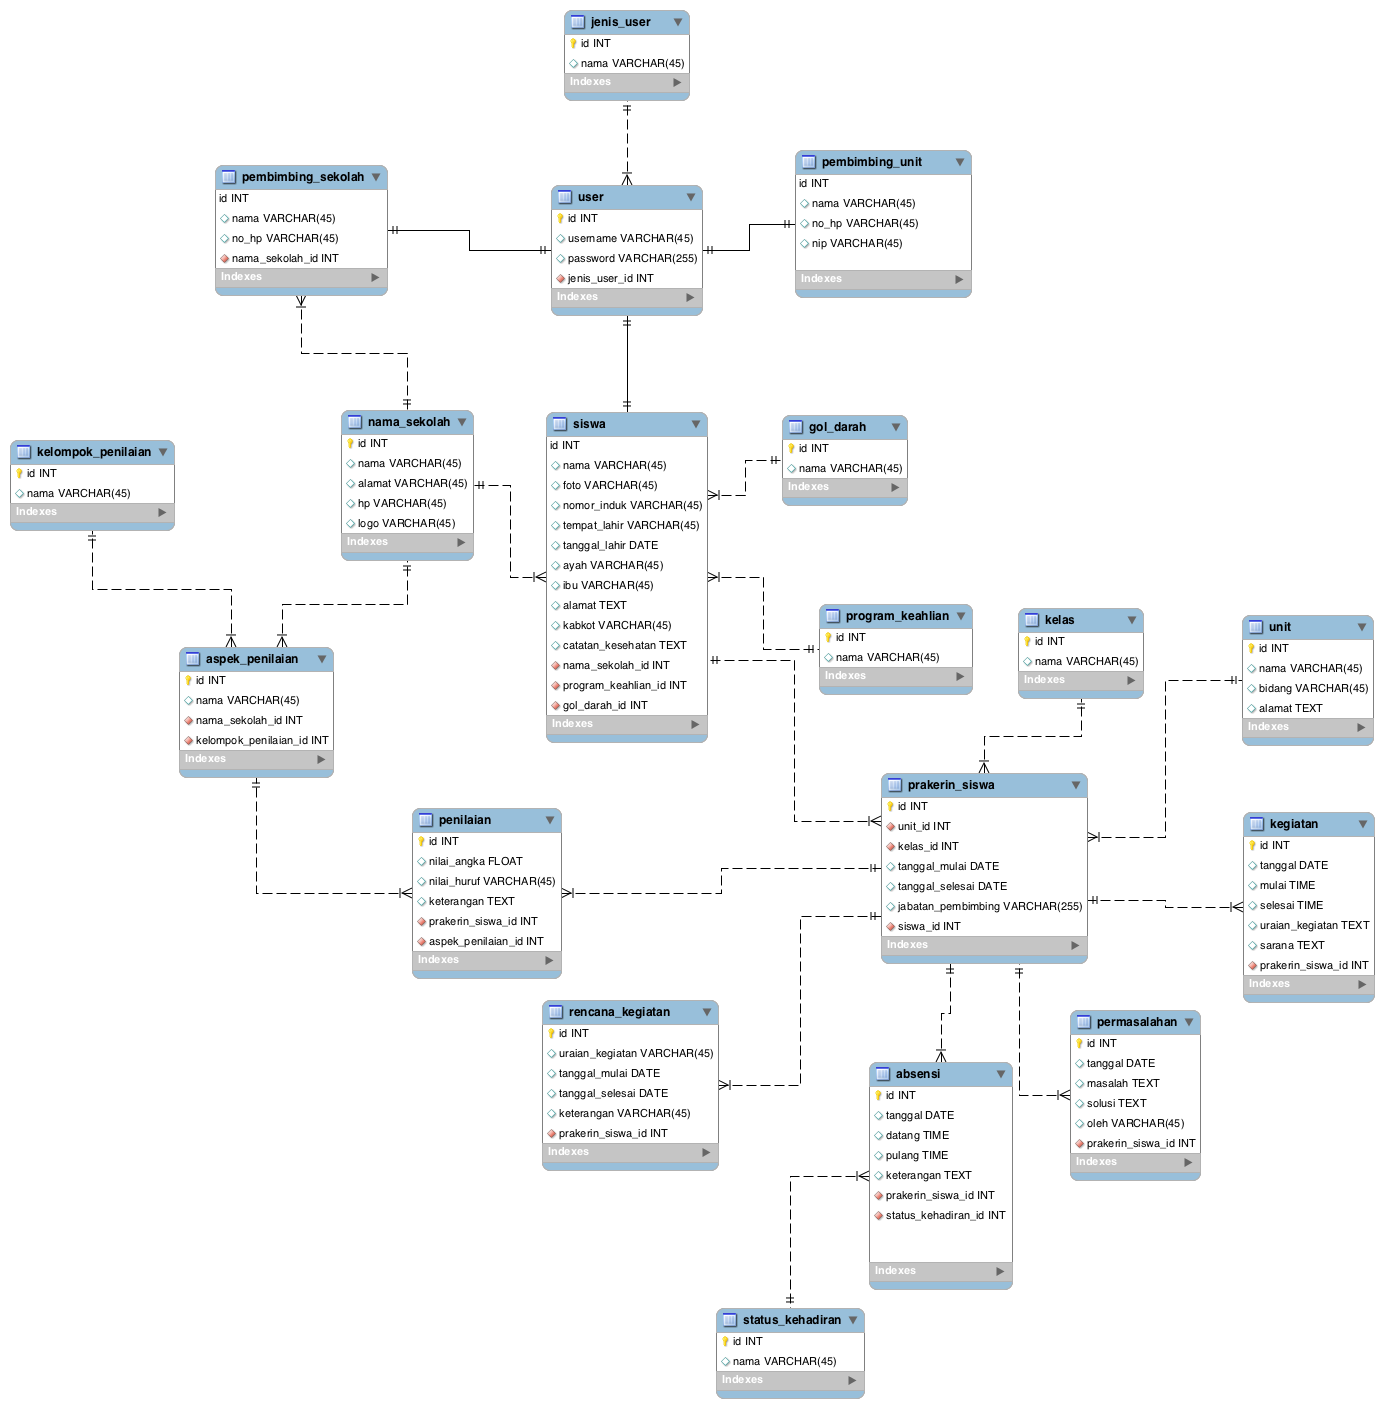 jenis_user
id INT
nama VARCHAR(45)
Indexes
pembimbing_sekolah
id INT
nama VARCHAR(45)
no_hp VARCHAR(45)
nama_sekolah_id INT
Indexes
user
id INT
username VARCHAR(45)
password VARCHAR(255)
jenis_user_id INT
Indexes
pembimbing_unit
id INT
nama VARCHAR(45)
no_hp VARCHAR(45)
nip VARCHAR(45)
Indexes
kelompok_penilaian
id INT
nama VARCHAR(45)
Indexes
nama_sekolah
id INT
nama VARCHAR(45)
alamat VARCHAR(45)
hp VARCHAR(45)
logo VARCHAR(45)
Indexes
siswa
id INT
nama VARCHAR(45)
foto VARCHAR(45)
nomor_induk VARCHAR(45)
tempat_lahir VARCHAR(45)
tanggal_lahir DATE
ayah VARCHAR(45)
ibu VARCHAR(45)
alamat TEXT
kabkot VARCHAR(45)
catatan_kesehatan TEXT
nama_sekolah_id INT
program_keahlian_id INT
gol_darah_id INT
Indexes
gol_darah
id INT
nama VARCHAR(45)
Indexes
program_keahlian
id INT
nama VARCHAR(45)
Indexes
kelas
id INT
nama VARCHAR(45)
Indexes
unit
id INT
nama VARCHAR(45)
bidang VARCHAR(45)
alamat TEXT
Indexes
aspek_penilaian
id INT
nama VARCHAR(45)
nama_sekolah_id INT
kelompok_penilaian_id INT
Indexes
penilaian
id INT
nilai_angka FLOAT
nilai_huruf VARCHAR(45)
keterangan TEXT
prakerin_siswa_id INT
aspek_penilaian_id INT
Indexes
prakerin_siswa
id INT
unit_id INT
kelas_id INT
tanggal_mulai DATE
tanggal_selesai DATE
jabatan_pembimbing VARCHAR(255)
siswa_id INT
Indexes
kegiatan
id INT
tanggal DATE
mulai TIME
selesai TIME
uraian_kegiatan TEXT
sarana TEXT
prakerin_siswa_id INT
Indexes
rencana_kegiatan
id INT
uraian_kegiatan VARCHAR(45)
tanggal_mulai DATE
tanggal_selesai DATE
keterangan VARCHAR(45)
prakerin_siswa_id INT
Indexes
absensi
id INT
tanggal DATE
datang TIME
pulang TIME
keterangan TEXT
prakerin_siswa_id INT
status_kehadiran_id INT
Indexes
permasalahan
id INT
tanggal DATE
masalah TEXT
solusi TEXT
oleh VARCHAR(45)
prakerin_siswa_id INT
Indexes
status_kehadiran
id INT
nama VARCHAR(45)
Indexes